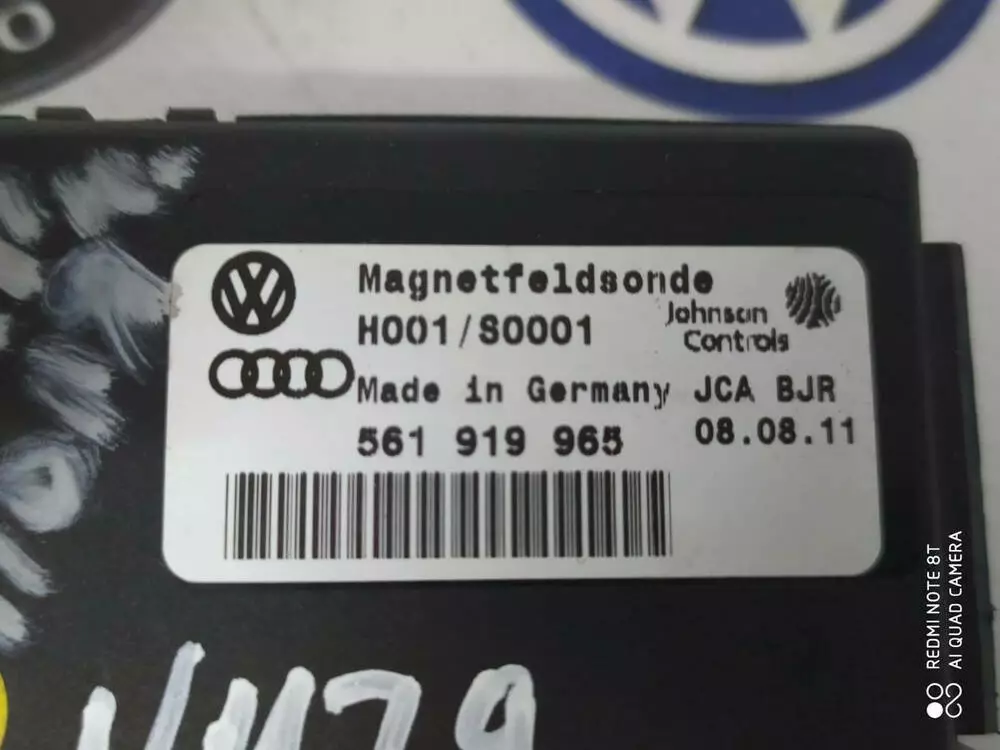 Magnetfeldsonde
H001/S0001
Johnson
Controls
Made in Germany JCA BJR
561 919 965 08.08.11
REDMI NOTE 8T
AI QUAD CAMERA